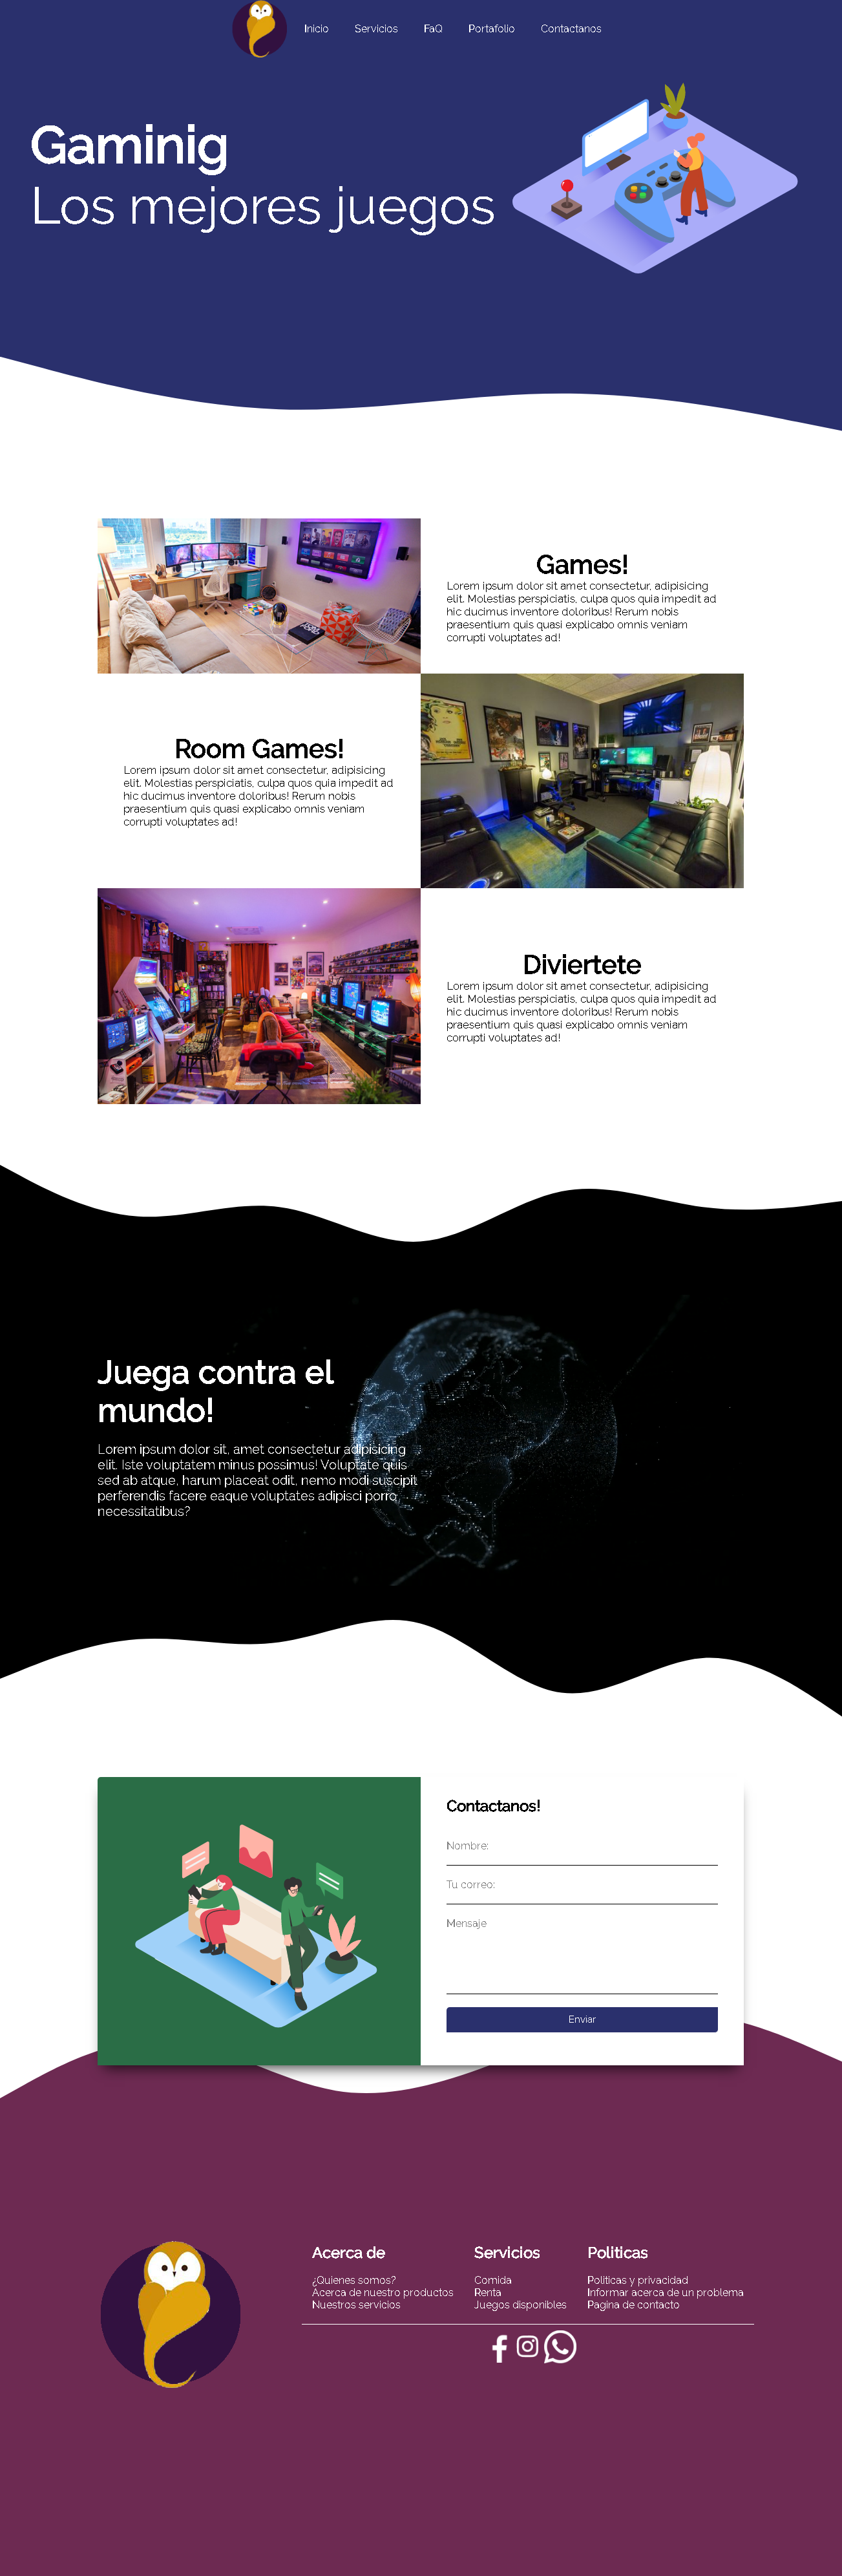 Inicio Servicios FaQ Portafolio Contactanos
Gaminig
Los mejores juegos
Games!
Lorem ipsum dolor sit amet consectetur, adipisicing
elit. Molestias perspiciatis, culpa quos quia impedit ad
hic ducimus inventore doloribus! Rerum nobis
praesentium quis quasi explicabo omnis veniam
corrupti voluptates ad!
Room Games!
Lorem ipsum dolor sit amet consectetur, adipisicing
elit. Molestias perspiciatis, culpa quos quia impedit ad
hic ducimus inventore doloribus! Rerum nobis
praesentium quis quasi explicabo omnis veniam
corrupti voluptates ad!
Diviertete
Lorem ipsum dolor sit amet consectetur, adipisicing
elit. Molestias perspiciatis, culpa quos quia impedit ad
hic ducimus inventore doloribus! Rerum nobis
praesentium quis quasi explicabo omnis veniam
corrupti voluptates ad!
Juega contra el
mundo!
Lorem ipsum dolor sit, amet consectetur adipisicing
elit. Iste voluptatem minus possimus! Voluptate quis
sed ab atque, harum placeat odit, nemo modi suscipit
perferendis facere eaque voluptates adipisci porro
necessitatibus?
Contactanos!
Nombre:
Tu correo:
Mensaje
Enviar
Acerca de
¿Quienes somos?
Acerca de nuestro productos
Nuestros servicios
Servicios
Comida
Renta
Juegos disponibles
Politicas
Politicas y privacidad
Informar acerca de un problema
Pagina de contacto